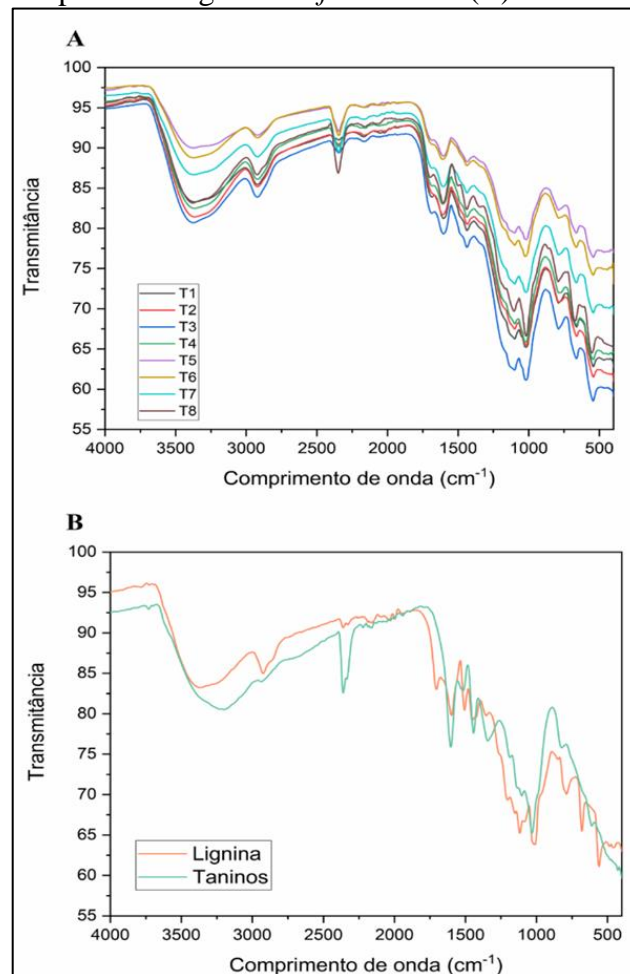 A
100
95
90
85
80
75
70
65
60
55
Transmitância
T1
T2
T3
T4
T5
T6
T7
T8
4000 3500 3000 2500 2000 1500 1000 500
Comprimento de onda (cm⁻¹)
B
100
95
90
85
80
75
70
65
60
55
Transmitância
Lignina
Taninos
4000 3500 3000 2500 2000 1500 1000 500
Comprimento de onda (cm⁻¹)